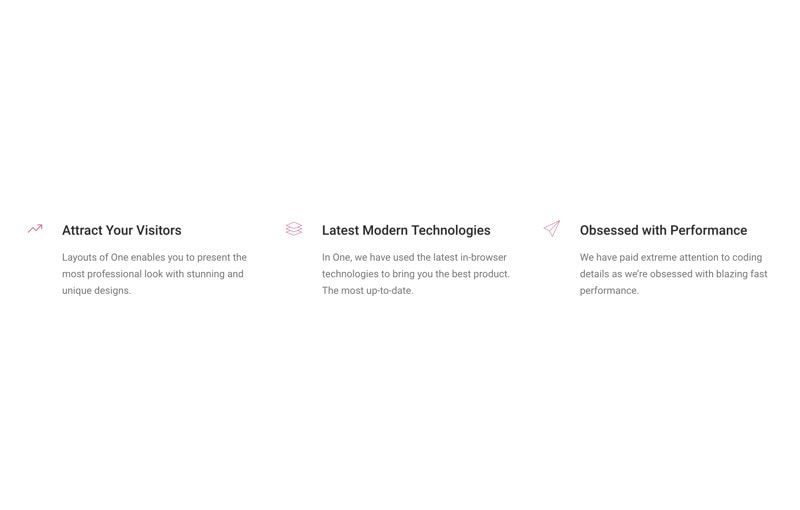 Attract Your Visitors
Layouts of One enables you to present the
most professional look with stunning and
unique designs.
Latest Modern Technologies
In One, we have used the latest in-browser
technologies to bring you the best product.
The most up-to-date.
Obsessed with Performance
We have paid extreme attention to coding
details as we're obsessed with blazing fast
performance.